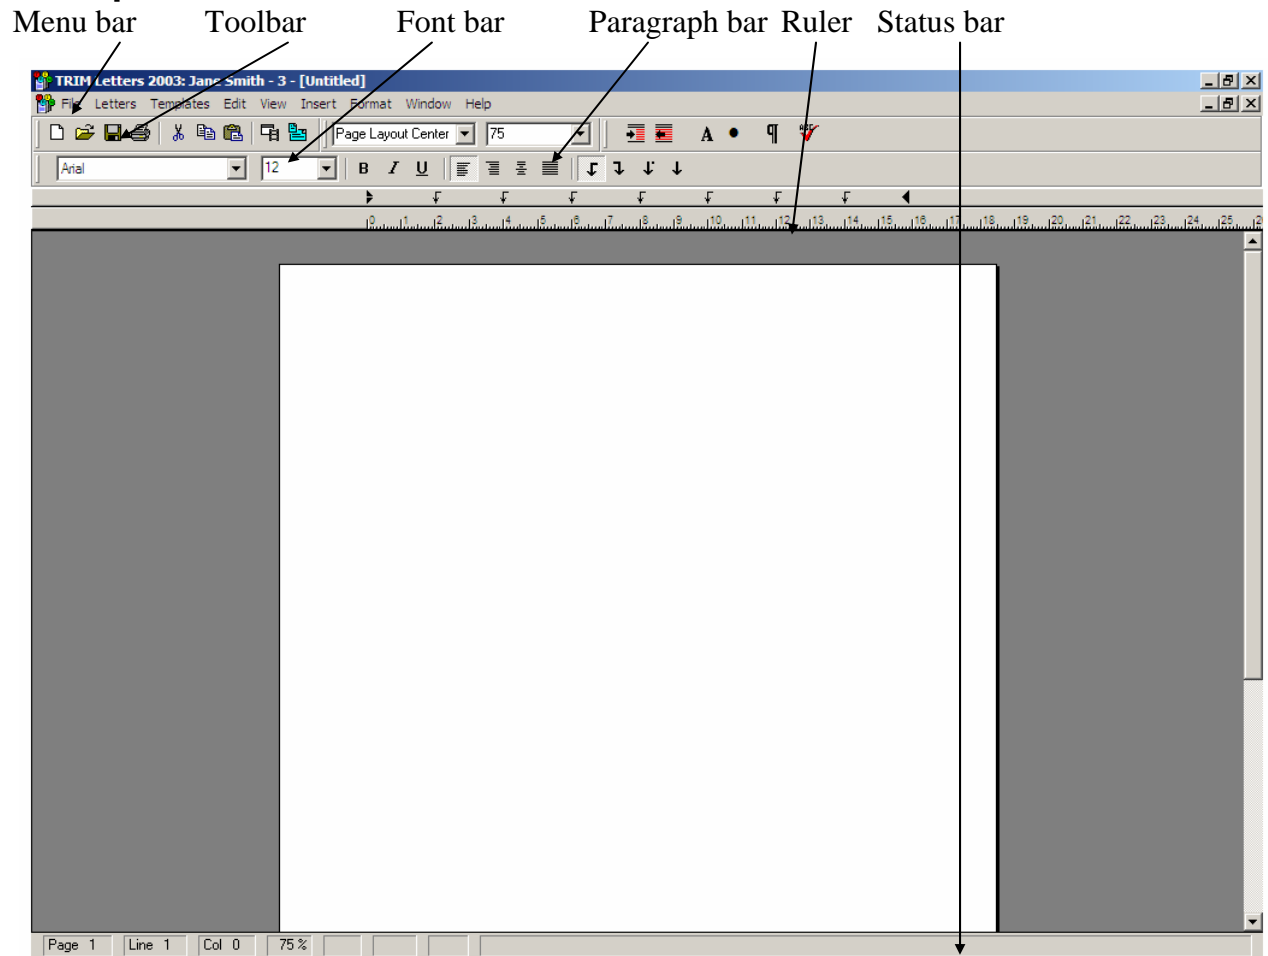 Menu bar Toolbar Font bar Paragraph bar Ruler Status bar
TRIM Letters 2003: Jane Smith - 3 - [Untitled]
File Letters Templates Edit View Insert Format Window Help
Page Layout Center 75 A ¶ ABC
Arial 12 B I U
0 1 2 3 4 5 6 7 8 9 10 11 12 13 14 15 16 17 18 19 20 21 22 23 24 25
Page 1 Line 1 Col 0 75 %